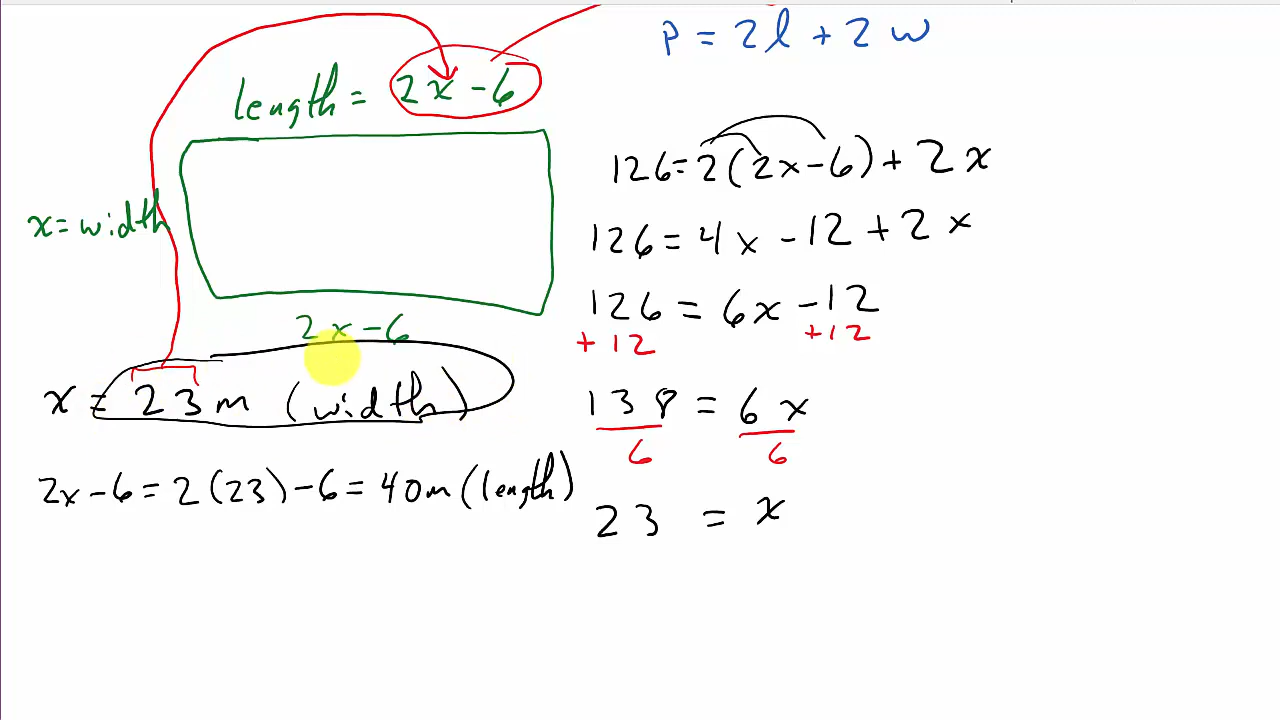 P = 2l + 2w
length = 2x - 6
126 = 2(2x - 6) + 2x
x = width
126 = 4x - 12 + 2x
126 = 6x - 12
+ 12 + 12
2x - 6
x = 23m (width)
138 = 6x
6 6
2x - 6 = 2(23) - 6 = 40m (length)
23 = x